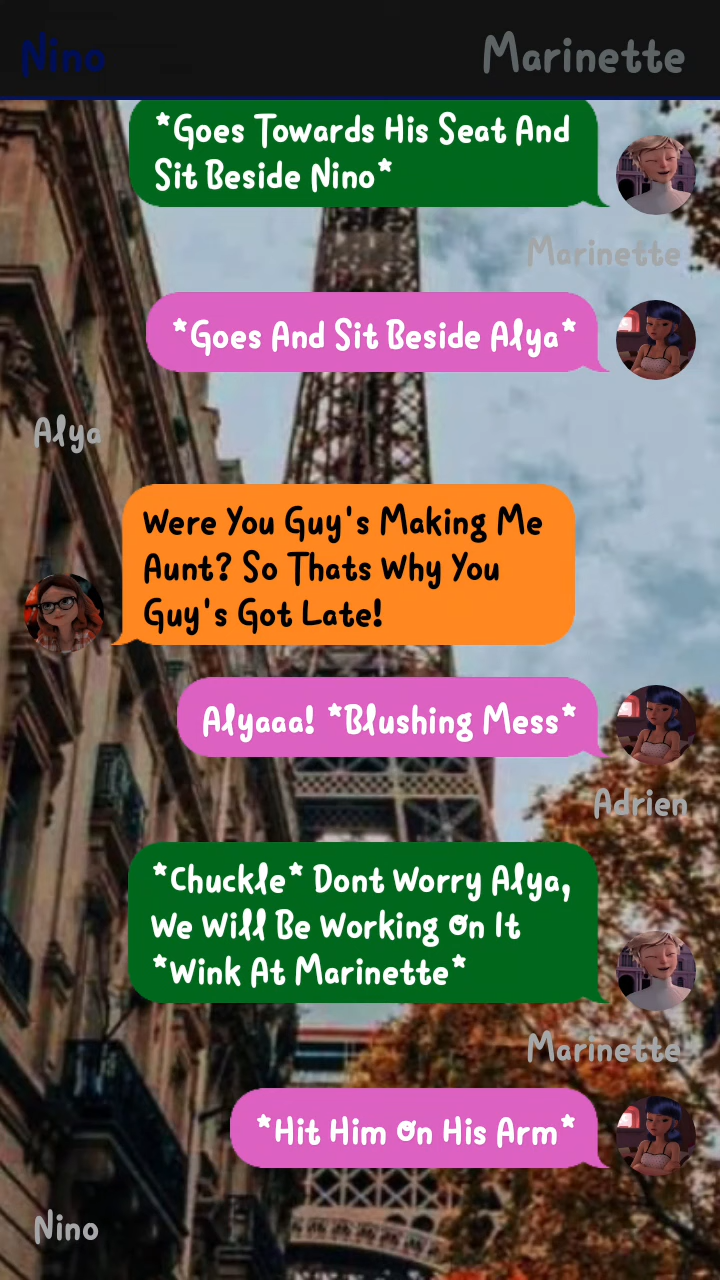 Nino
Marinette
*Goes Towards His Seat And
Sit Beside Nino*
Marinette
*Goes And Sit Beside Alya*
Alya
Were You Guy's Making Me
Aunt? So Thats Why You
Guy's Got Late!
Alyaaa! *Blushing Mess*
Adrien
*Chuckle* Dont Worry Alya,
We Will Be Working On It
*Wink At Marinette*
Marinette
*Hit Him On His Arm*
Nino